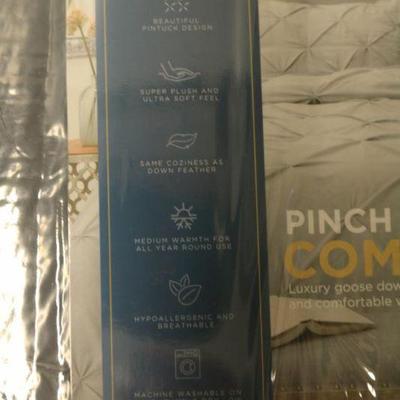 BEAUTIFUL
PINTUCK DESIGN
SUPER PLUSH AND
ULTRA SOFT FEEL
SAME COZINESS AS
DOWN FEATHER
MEDIUM WARMTH FOR
ALL YEAR ROUND USE
HYPOALLERGENIC AND
BREATHABLE
MACHINE WASHABLE ON
PINCH
COM
Luxury goose dow
and comfortable